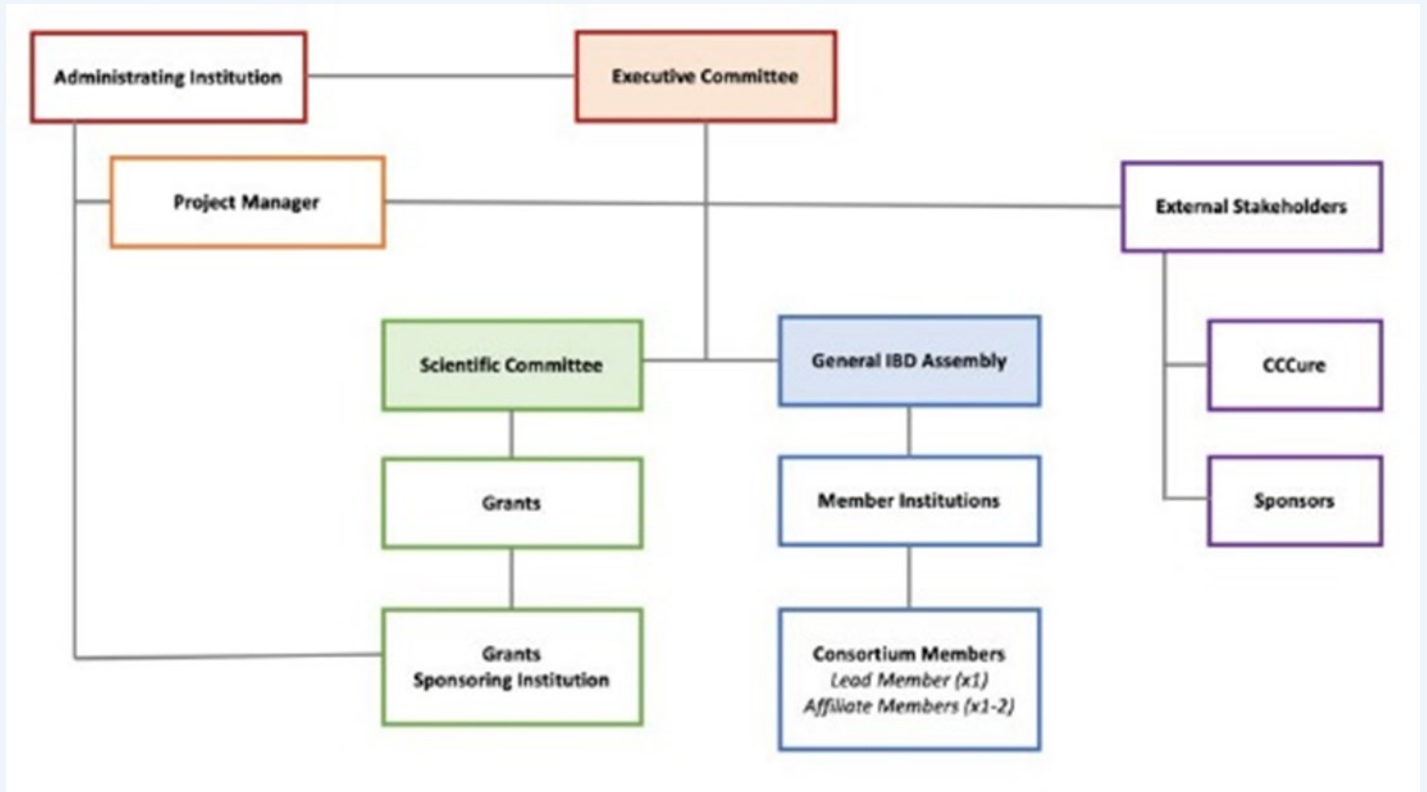 Administrating Institution
Executive Committee
Project Manager
External Stakeholders
Scientific Committee
General IBD Assembly
CCCure
Grants
Member Institutions
Sponsors
Grants
Sponsoring Institution
Consortium Members
Lead Member (x1)
Affiliate Members (x1-2)